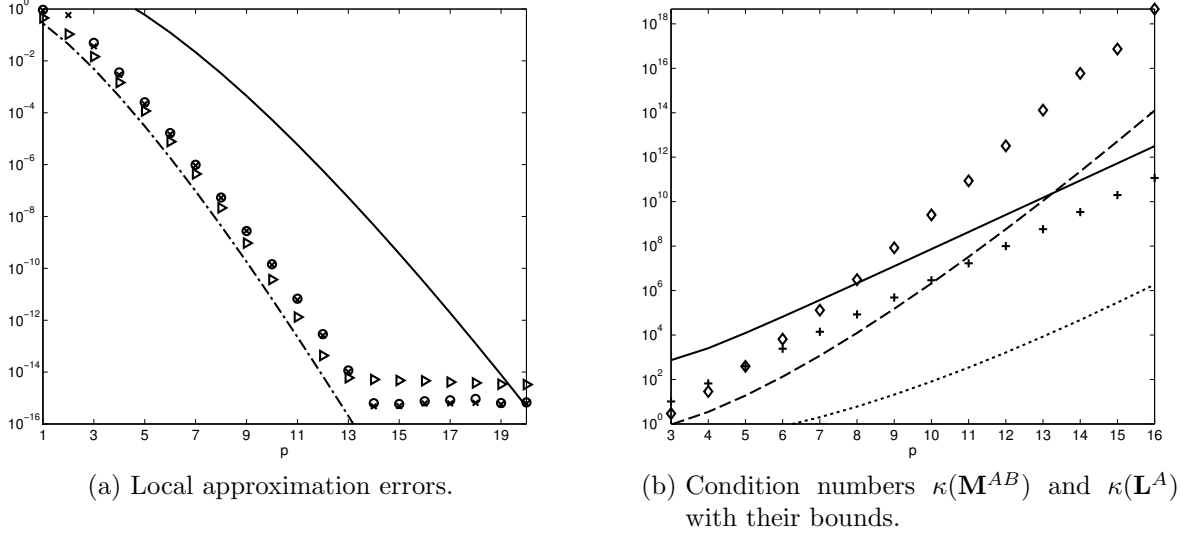 10^0
10^−2
10^−4
10^−6
10^−8
10^−10
10^−12
10^−14
10^−16
1 3 5 7 9 11 13 15 17 19
p
(a) Local approximation errors.
10^18
10^16
10^14
10^12
10^10
10^8
10^6
10^4
10^2
10^0
3 4 5 6 7 8 9 10 11 12 13 14 15 16
p
(b) Condition numbers κ(M^{AB}) and κ(L^A)
with their bounds.